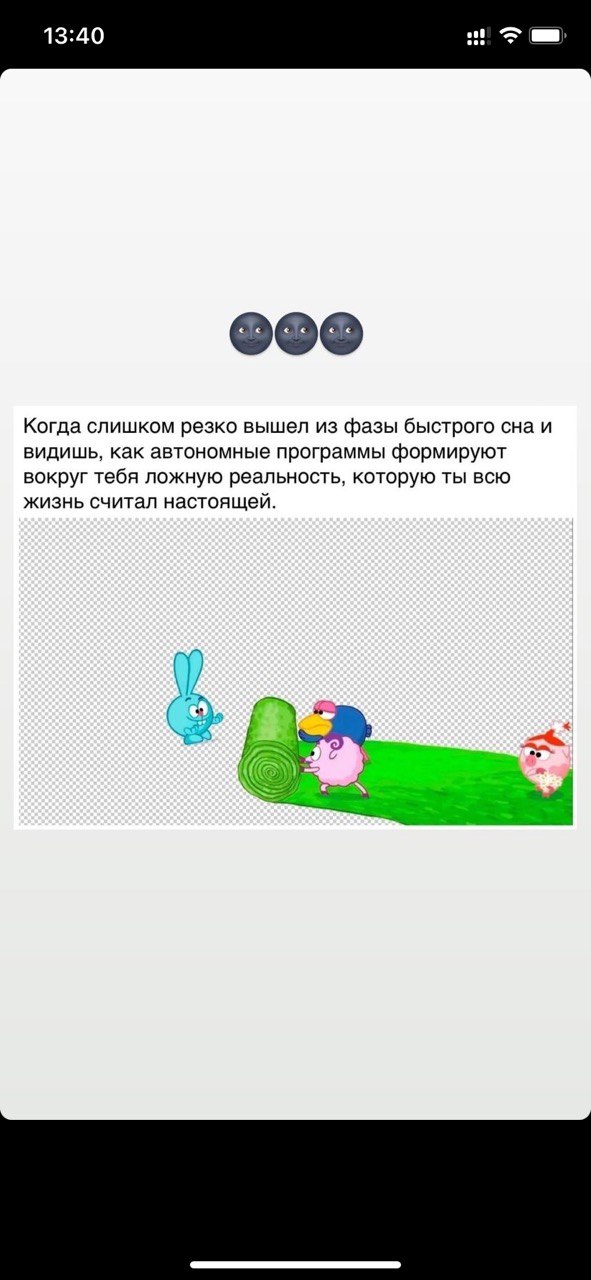 13:40
🌚🌚🌚
Когда слишком резко вышел из фазы быстрого сна и
видишь, как автономные программы формируют
вокруг тебя ложную реальность, которую ты всю
жизнь считал настоящей.